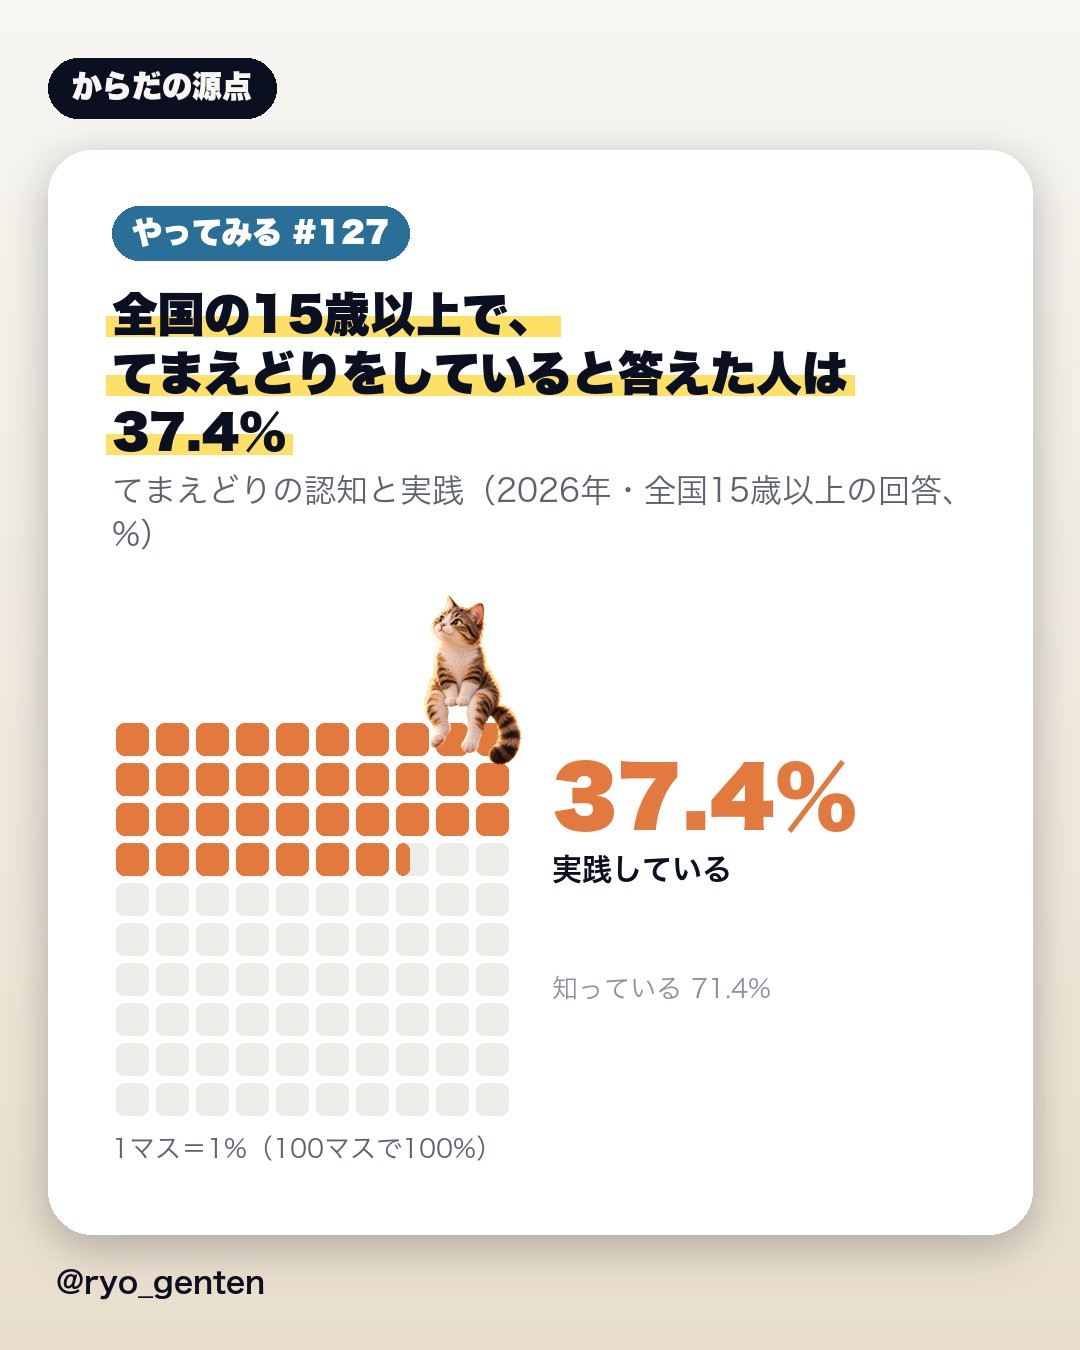 からだの源点
やってみる #127
全国の15歳以上で、
てまえどりをしていると答えた人は
37.4%
てまえどりの認知と実践（2026年・全国15歳以上の回答、
%）
37.4%
実践している
知っている 71.4%
1マス＝1%（100マスで100%）
@ryo_genten